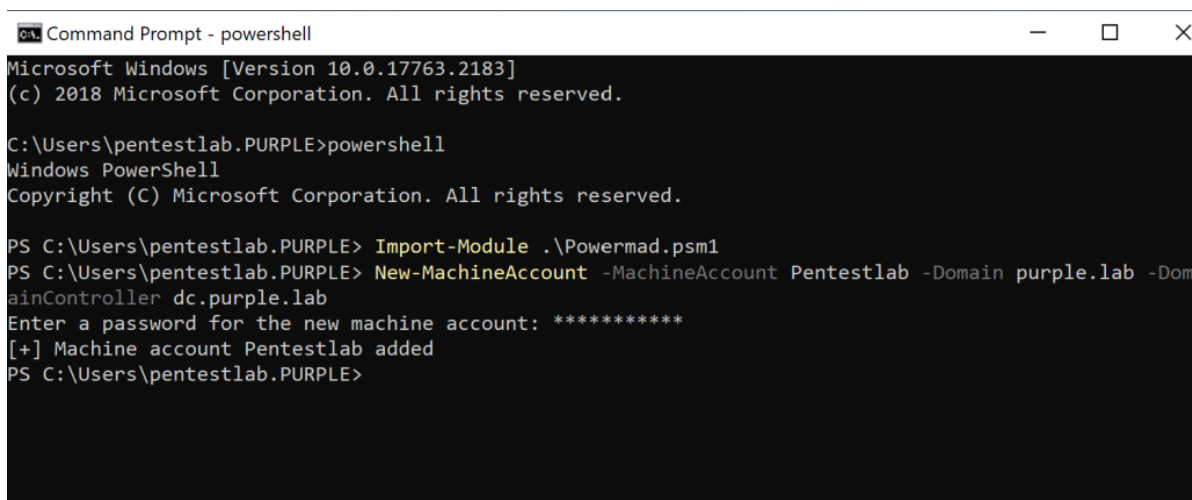 Command Prompt - powershell
Microsoft Windows [Version 10.0.17763.2183]
(c) 2018 Microsoft Corporation. All rights reserved.
C:\Users\pentestlab.PURPLE>powershell
Windows PowerShell
Copyright (C) Microsoft Corporation. All rights reserved.
PS C:\Users\pentestlab.PURPLE> Import-Module .\Powermad.psm1
PS C:\Users\pentestlab.PURPLE> New-MachineAccount -MachineAccount Pentestlab -Domain purple.lab -Dom
ainController dc.purple.lab
Enter a password for the new machine account: ***********
[+] Machine account Pentestlab added
PS C:\Users\pentestlab.PURPLE>